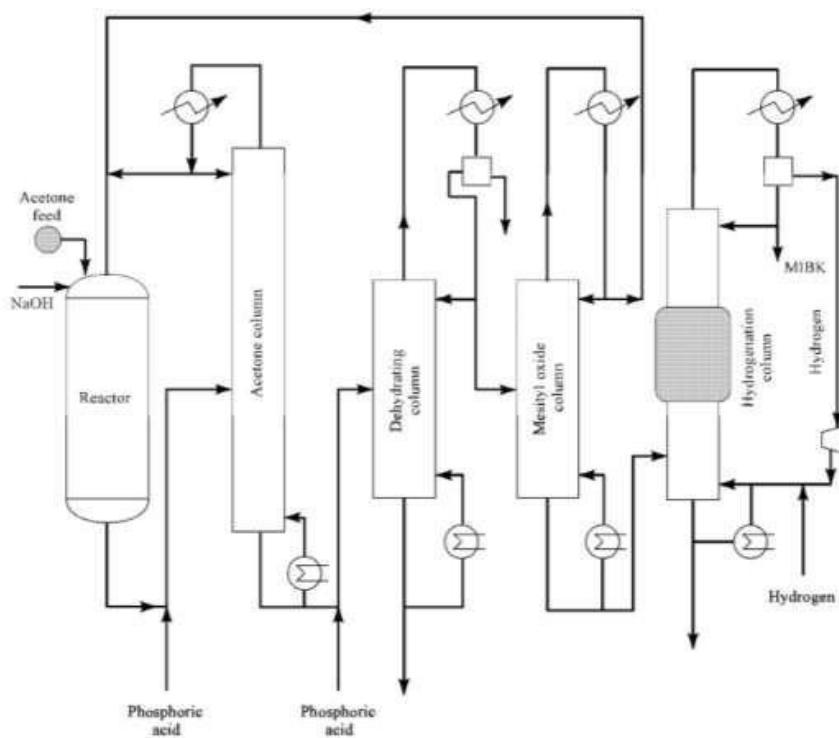 Acetone
feed
NaOH
Reactor
Acetone column
Dehydrating
column
Mesityl oxide
column
Hydrogenation
column
MIBK
Hydrogen
Hydrogen
Phosphoric
acid
Phosphoric
acid